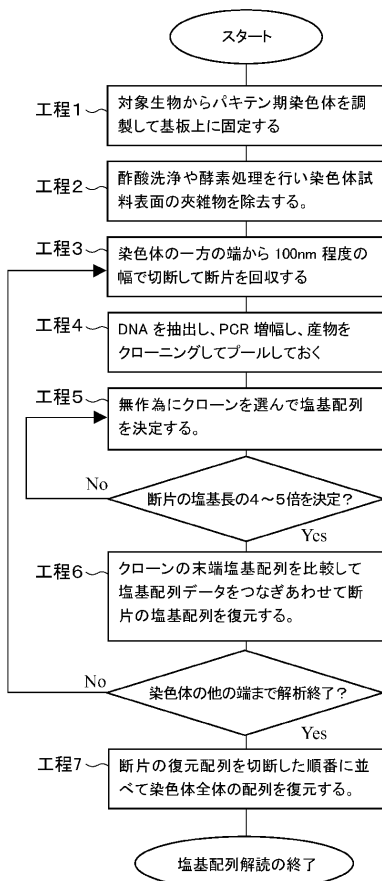 スタート
工程1
対象生物からパキテン期染色体を調
製して基板上に固定する
工程2
酢酸洗浄や酵素処理を行い染色体試
料表面の夾雑物を除去する。
工程3
染色体の一方の端から100nm 程度の
幅で切断して断片を回収する
工程4
DNA を抽出し、PCR 増幅し、産物を
クローニングしてプールしておく
工程5
無作為にクローンを選んで塩基配列
を決定する。
No
断片の塩基長の4～5倍を決定?
Yes
工程6
クローンの末端塩基配列を比較して
塩基配列データをつなぎあわせて断
片の塩基配列を復元する。
No
染色体の他の端まで解析終了?
Yes
工程7
断片の復元配列を切断した順番に並
べて染色体全体の配列を復元する。
塩基配列解読の終了